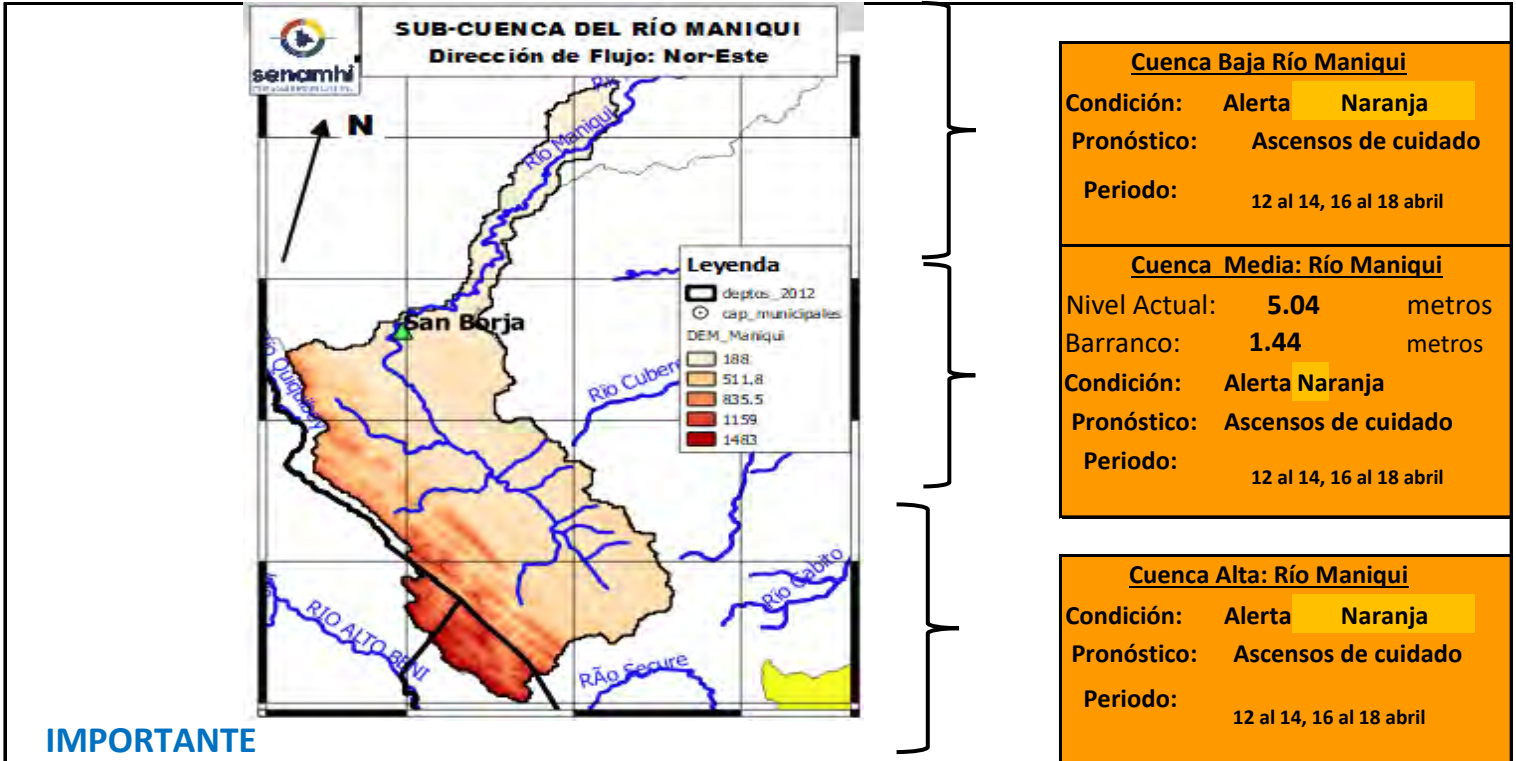 senamhi
SUB-CUENCA DEL RÍO MANIQUI
Dirección de Flujo: Nor-Este
N
Río Maniqui
San Borja
Río Quiquibey
Río Cubere
RIO ALTO BENI
RÃo Secure
Río Cabito
Leyenda
deptos_2012
cap_municipales
DEM_Maniqui
188
511.8
835.5
1159
1483
Cuenca Baja Río Maniqui
Condición: Alerta Naranja
Pronóstico: Ascensos de cuidado
Periodo: 12 al 14, 16 al 18 abril
Cuenca Media: Río Maniqui
Nivel Actual: 5.04 metros
Barranco: 1.44 metros
Condición: Alerta Naranja
Pronóstico: Ascensos de cuidado
Periodo: 12 al 14, 16 al 18 abril
Cuenca Alta: Río Maniqui
Condición: Alerta Naranja
Pronóstico: Ascensos de cuidado
Periodo: 12 al 14, 16 al 18 abril
IMPORTANTE